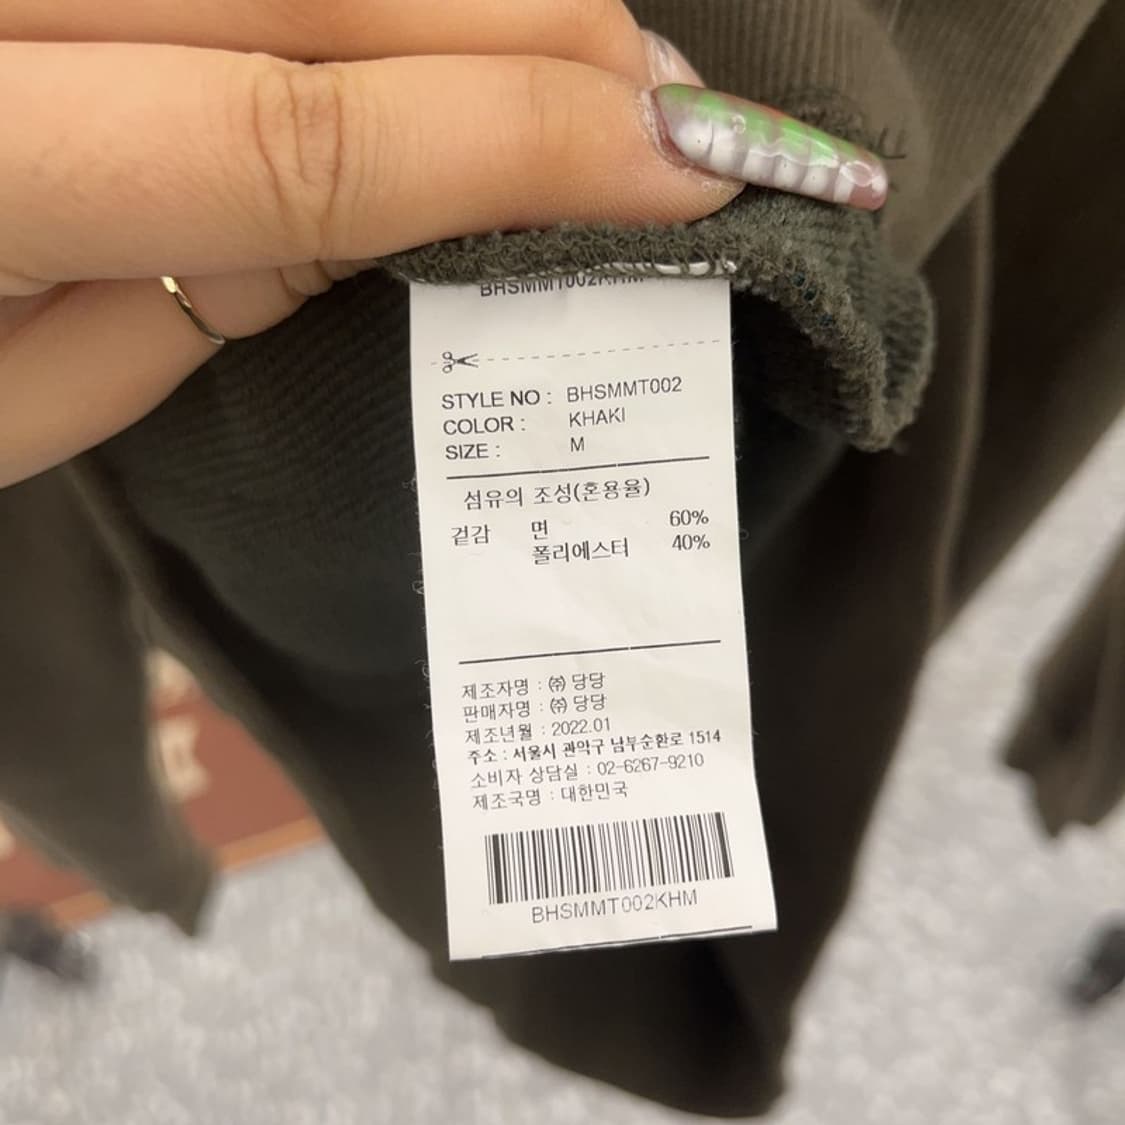 BHSMMT002KHM
STYLE NO : BHSMMT002
COLOR : KHAKI
SIZE : M
섬유의 조성(혼용율)
겉감 면 60%
폴리에스터 40%
제조자명 : ㈜ 당당
판매자명 : ㈜ 당당
제조년월 : 2022.01
주소 : 서울시 관악구 남부순환로 1514
소비자 상담실 : 02-6267-9210
제조국명 : 대한민국
BHSMMT002KHM